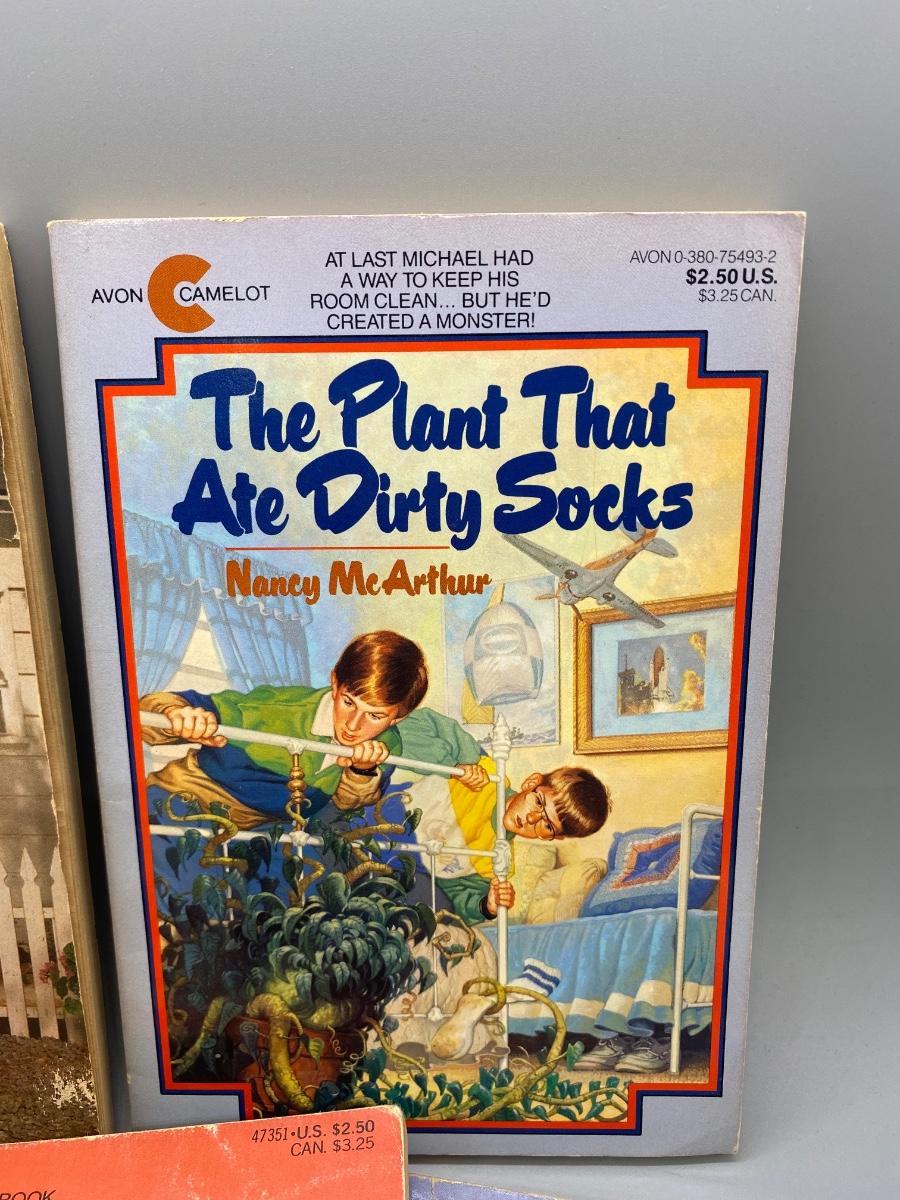 AVON CAMELOT
AT LAST MICHAEL HAD
A WAY TO KEEP HIS
ROOM CLEAN... BUT HE'D
CREATED A MONSTER!
AVON 0-380-75493-2
$2.50 U.S.
$3.25 CAN.
The Plant That
Ate Dirty Socks
Nancy McArthur
47351•U.S. $2.50
CAN. $3.25
BOOK